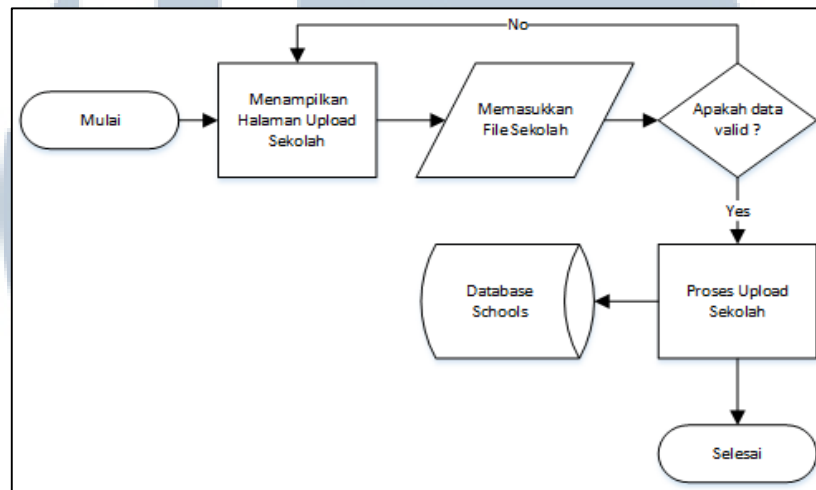 No
Mulai
Menampilkan
Halaman Upload
Sekolah
Memasukkan
File Sekolah
Apakah data
valid ?
Yes
Database
Schools
Proses Upload
Sekolah
Selesai